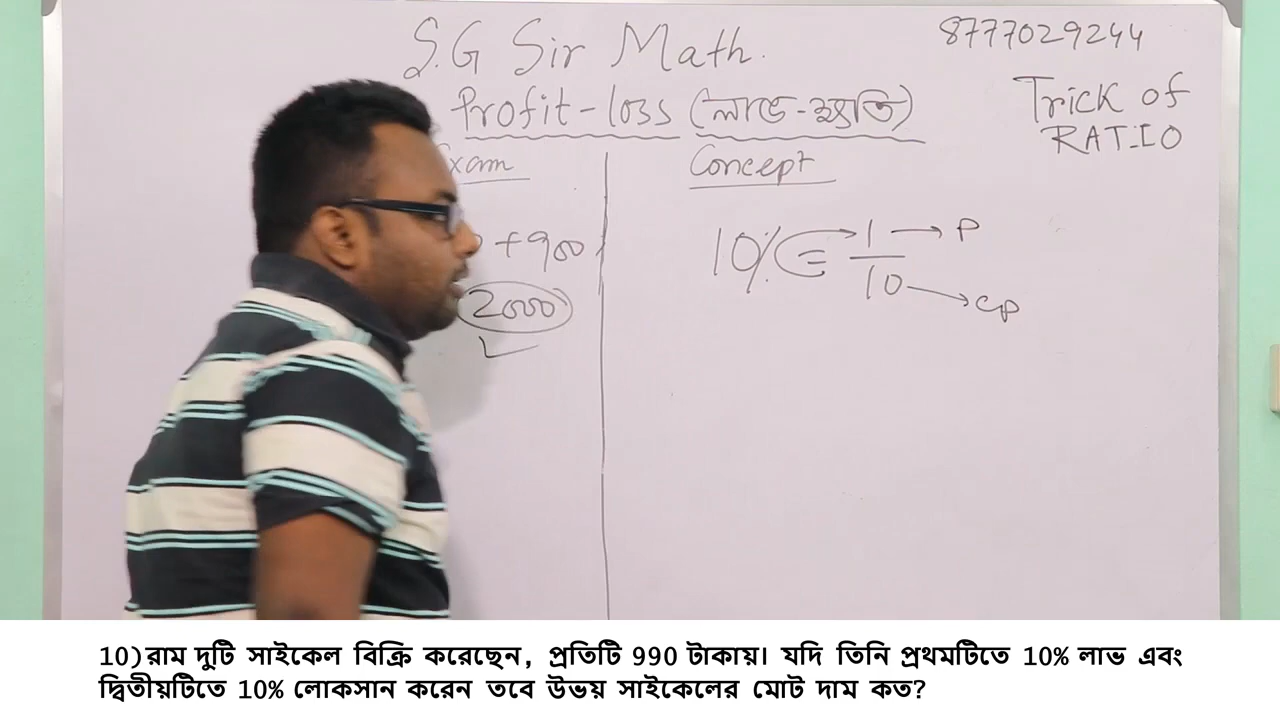 S.G Sir Math.
8777029244
Profit-loss (লাভ-ক্ষতি)
Trick of
RATIO
Exam
Concept
+900
2000
10% = 1 → P
10 → CP
10)রাম দুটি সাইকেল বিক্রি করেছেন, প্রতিটি 990 টাকায়। যদি তিনি প্রথমটিতে 10% লাভ এবং
দ্বিতীয়টিতে 10% লোকসান করেন তবে উভয় সাইকেলের মোট দাম কত?